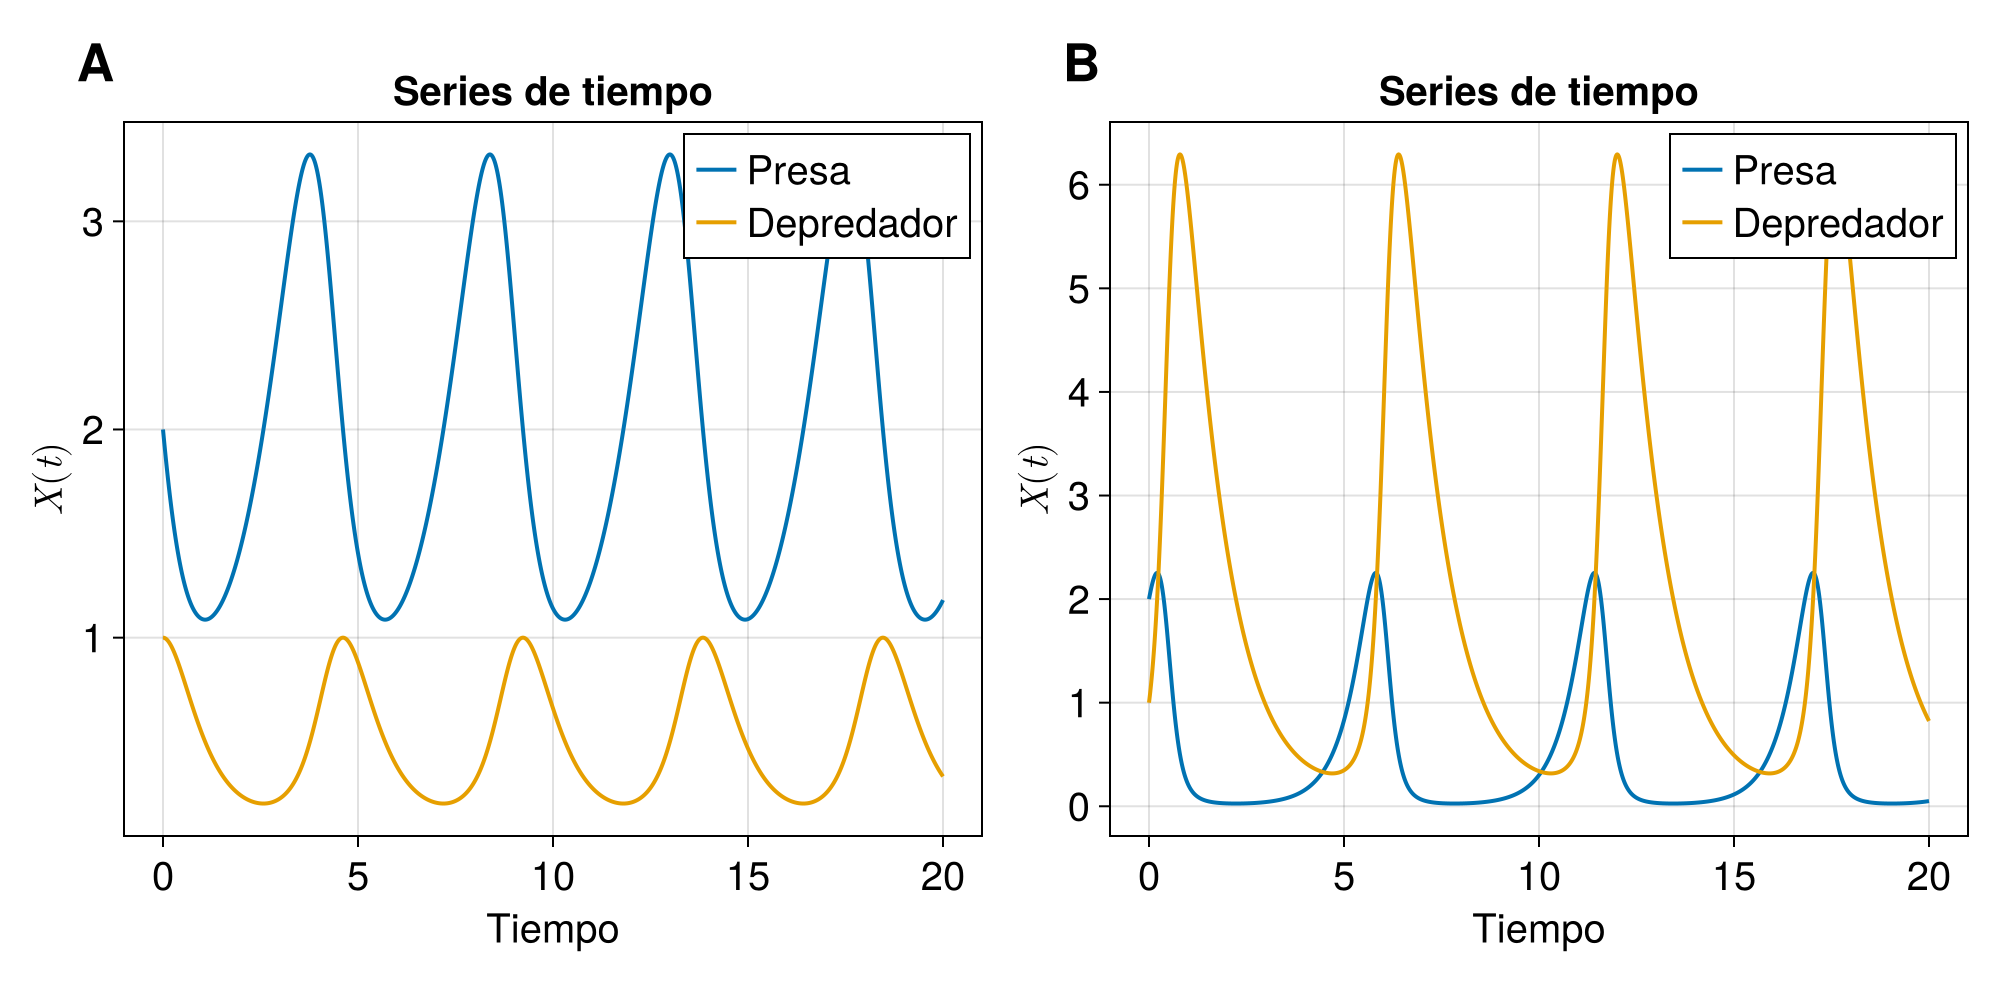 A
Series de tiempo
Presa
Depredador
3
2
1
X(t)
0 5 10 15 20
Tiempo
B
Series de tiempo
Presa
Depredador
6
5
4
3
2
1
0
X(t)
0 5 10 15 20
Tiempo